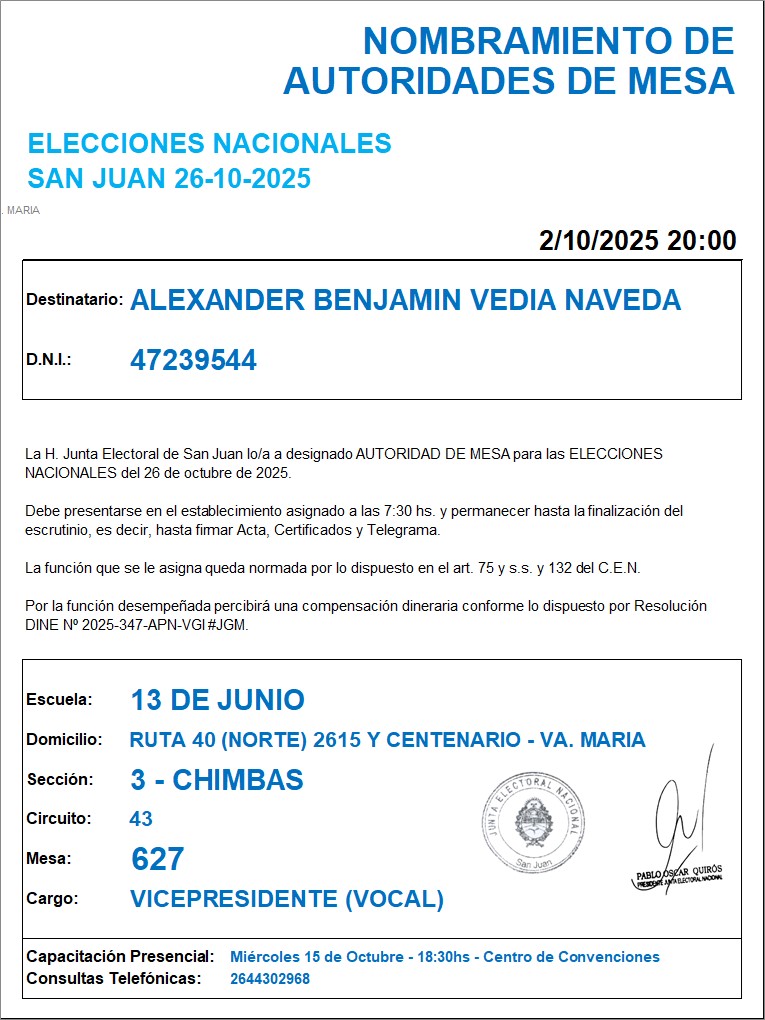 NOMBRAMIENTO DE
AUTORIDADES DE MESA
ELECCIONES NACIONALES
SAN JUAN 26-10-2025
. MARIA
2/10/2025 20:00
Destinatario: ALEXANDER BENJAMIN VEDIA NAVEDA
D.N.I.: 47239544
La H. Junta Electoral de San Juan lo/a a designado AUTORIDAD DE MESA para las ELECCIONES
NACIONALES del 26 de octubre de 2025.
Debe presentarse en el establecimiento asignado a las 7:30 hs. y permanecer hasta la finalización del
escrutinio, es decir, hasta firmar Acta, Certificados y Telegrama.
La función que se le asigna queda normada por lo dispuesto en el art. 75 y s.s. y 132 del C.E.N.
Por la función desempeñada percibirá una compensación dineraria conforme lo dispuesto por Resolución
DINE Nº 2025-347-APN-VGI#JGM.
Escuela: 13 DE JUNIO
Domicilio: RUTA 40 (NORTE) 2615 Y CENTENARIO - VA. MARIA
Sección: 3 - CHIMBAS
Circuito: 43
Mesa: 627
Cargo: VICEPRESIDENTE (VOCAL)
JUNTA ELECTORAL NACIONAL
San Juan
PABLO OSCAR QUIRÓS
PRESIDENTE JUNTA ELECTORAL NACIONAL
Capacitación Presencial: Miércoles 15 de Octubre - 18:30hs - Centro de Convenciones
Consultas Telefónicas: 2644302968